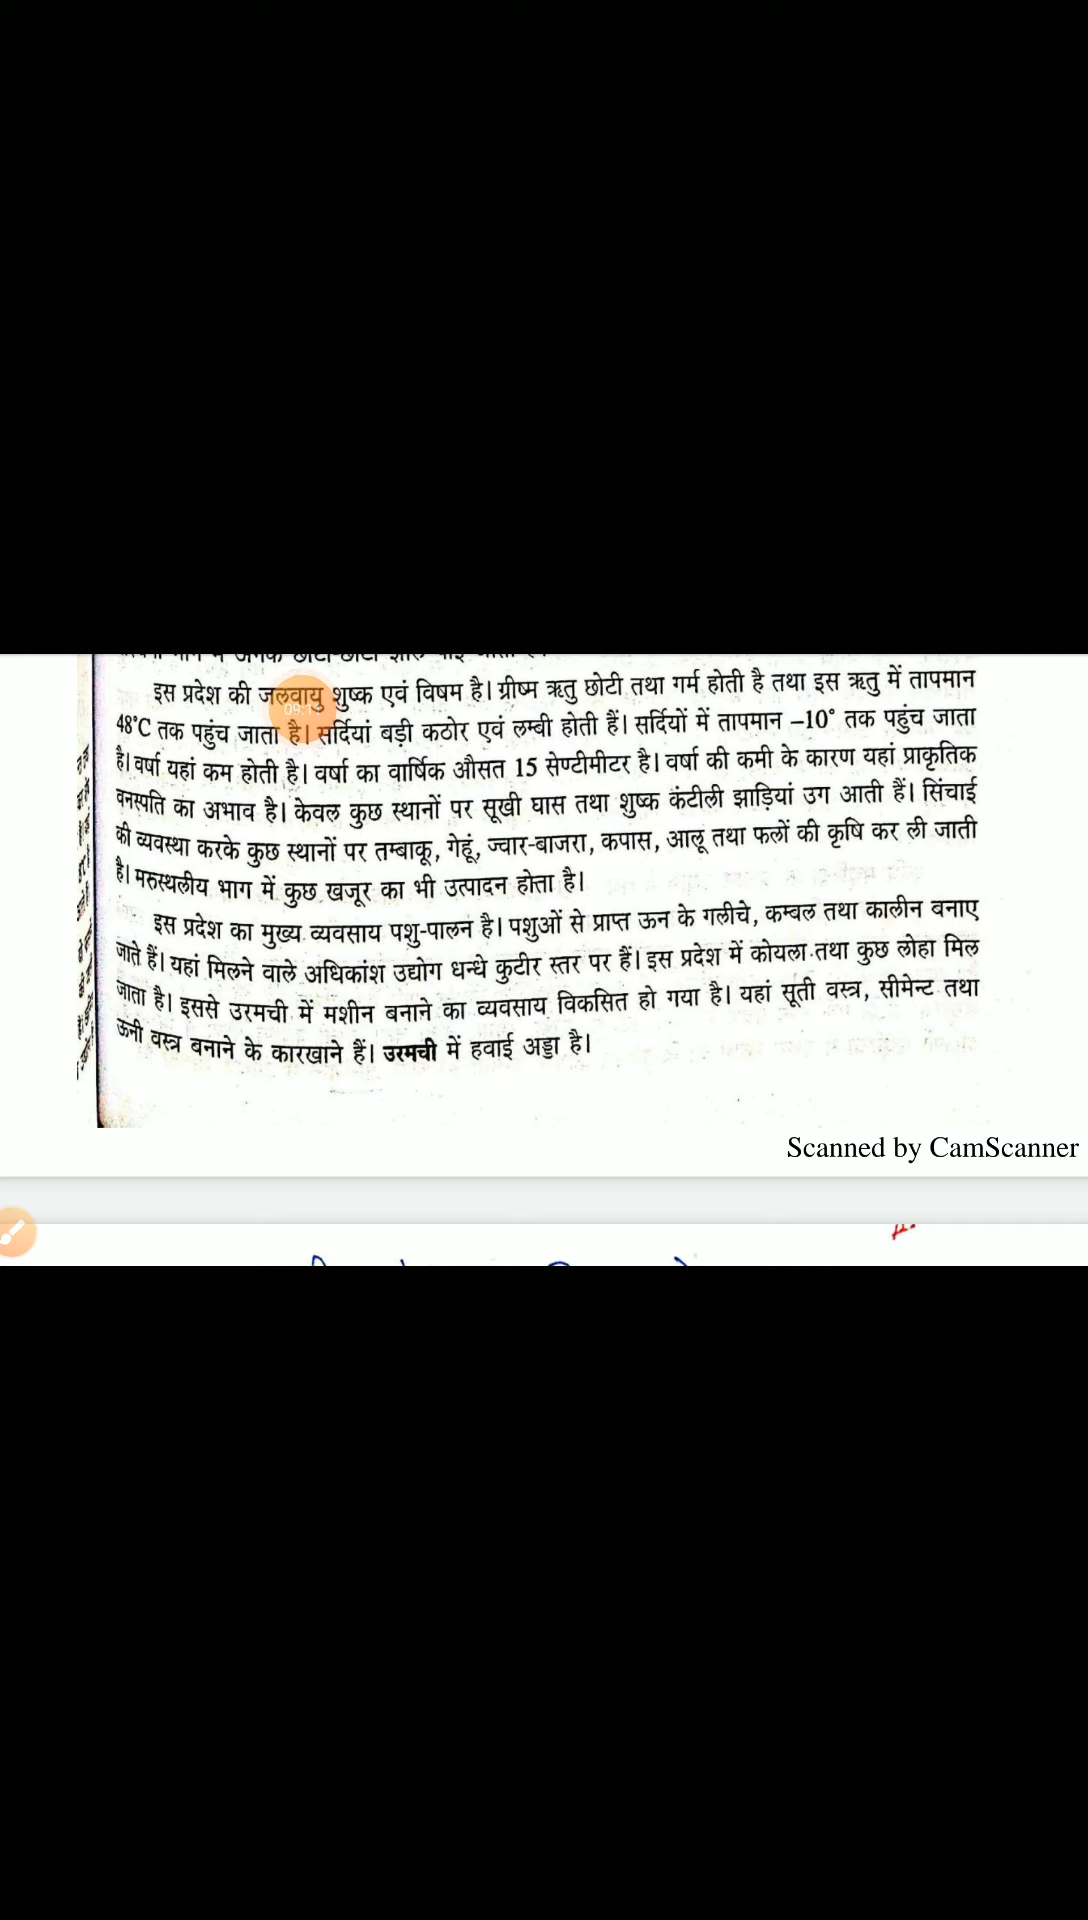 इस प्रदेश की जलवायु शुष्क एवं विषम है। ग्रीष्म ऋतु छोटी तथा गर्म होती है तथा इस ऋतु में तापमान
48°C तक पहुंच जाता है। सर्दियां बड़ी कठोर एवं लम्बी होती हैं। सर्दियों में तापमान –10° तक पहुंच जाता
है। वर्षा यहां कम होती है। वर्षा का वार्षिक औसत 15 सेण्टीमीटर है। वर्षा की कमी के कारण यहां प्राकृतिक
वनस्पति का अभाव है। केवल कुछ स्थानों पर सूखी घास तथा शुष्क कंटीली झाड़ियां उग आती हैं। सिंचाई
की व्यवस्था करके कुछ स्थानों पर तम्बाकू, गेहूं, ज्वार-बाजरा, कपास, आलू तथा फलों की कृषि कर ली जाती
है। मरुस्थलीय भाग में कुछ खजूर का भी उत्पादन होता है।
इस प्रदेश का मुख्य व्यवसाय पशु-पालन है। पशुओं से प्राप्त ऊन के गलीचे, कम्बल तथा कालीन बनाए
जाते हैं। यहां मिलने वाले अधिकांश उद्योग धन्धे कुटीर स्तर पर हैं। इस प्रदेश में कोयला तथा कुछ लोहा मिल
जाता है। इससे उरमची में मशीन बनाने का व्यवसाय विकसित हो गया है। यहां सूती वस्त्र, सीमेन्ट तथा
ऊनी वस्त्र बनाने के कारखाने हैं। उरमची में हवाई अड्डा है।
Scanned by CamScanner